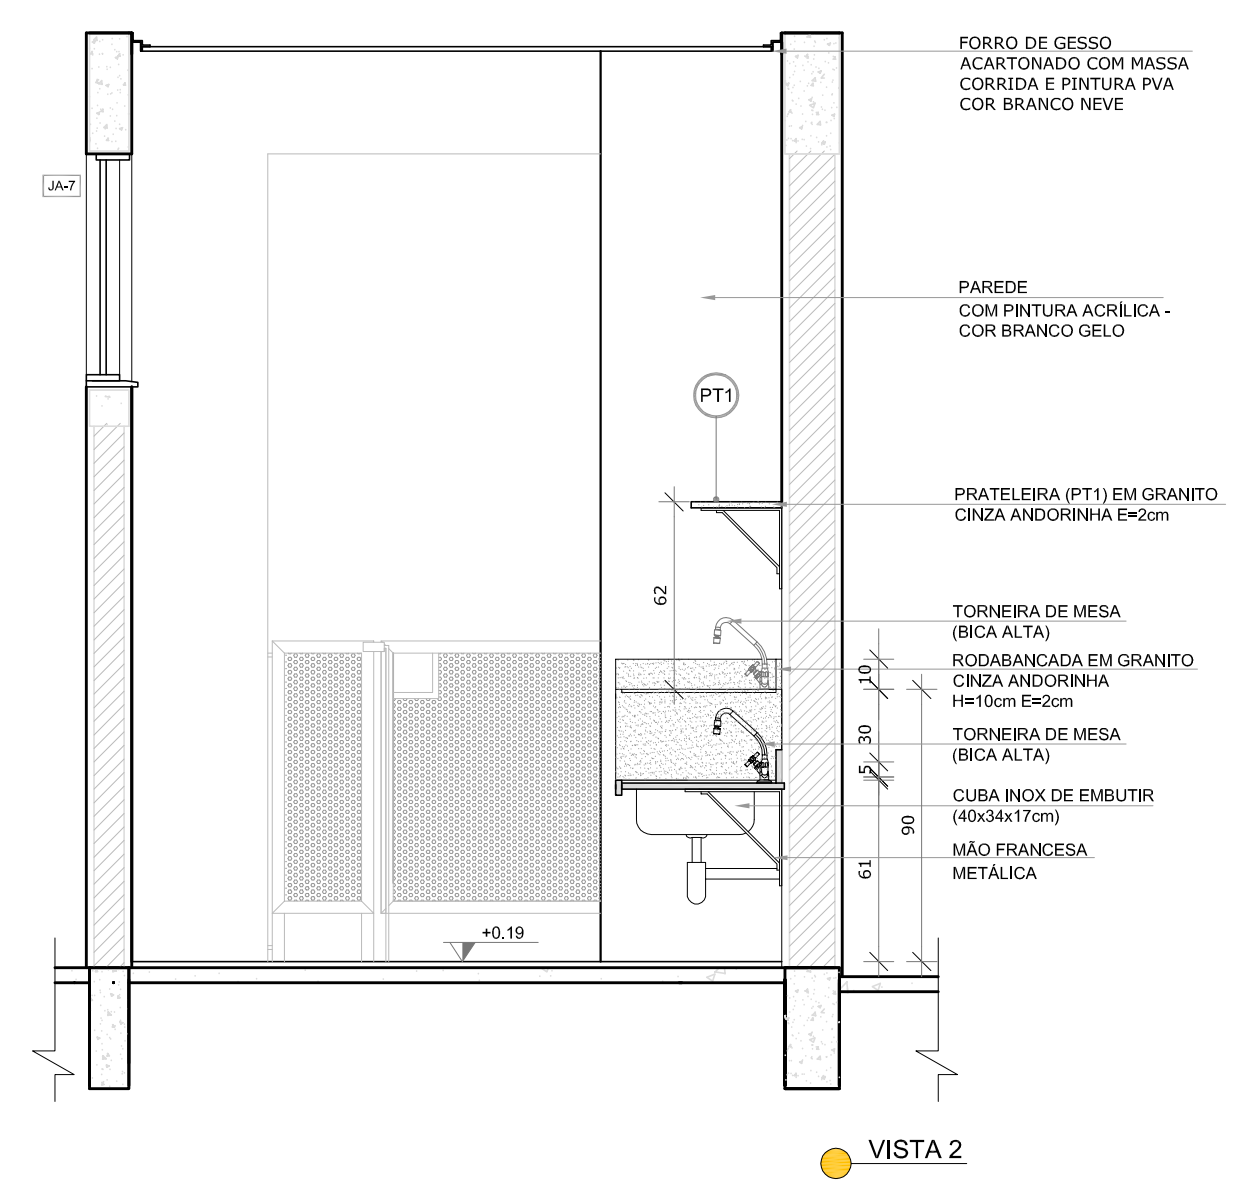 FORRO DE GESSO
ACARTONADO COM MASSA
CORRIDA E PINTURA PVA
COR BRANCO NEVE
JA-7
PAREDE
COM PINTURA ACRÍLICA -
COR BRANCO GELO
PT1
PRATELEIRA (PT1) EM GRANITO
CINZA ANDORINHA E=2cm
62
TORNEIRA DE MESA
(BICA ALTA)
RODABANCADA EM GRANITO
CINZA ANDORINHA
H=10cm E=2cm
10
TORNEIRA DE MESA
(BICA ALTA)
30
5
CUBA INOX DE EMBUTIR
(40x34x17cm)
90
MÃO FRANCESA
METÁLICA
61
+0.19
VISTA 2